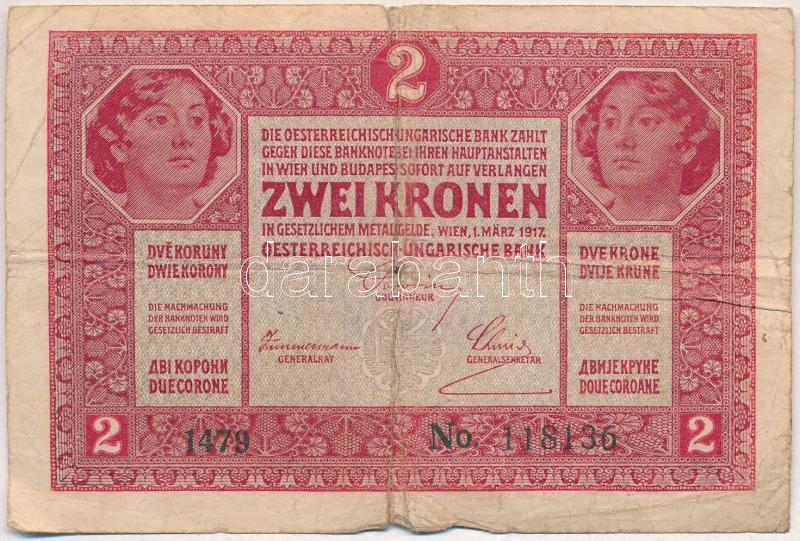 2
DIE OESTERREICHISCH-UNGARISCHE BANK ZAHLT
GEGEN DIESE BANKNOTE BEI IHREN HAUPTANSTALTEN
IN WIEN UND BUDAPEST SOFORT AUF VERLANGEN
ZWEI KRONEN
IN GESETZLICHEM METALLGELDE, WIEN, 1. MÄRZ 1917.
OESTERREICHISCH-UNGARISCHE BANK
DVĚ KORUNY
DWIE KORONY
DVE KRONE
DVIJE KRUNE
darabanth
GOUVERNEUR
DIE NACHMACHUNG
DER BANKNOTEN WIRD
GESETZLICH BESTRAFT
DIE NACHMACHUNG
DER BANKNOTEN WIRD
GESETZLICH BESTRAFT
Zimmermann
GENERALRAT
GENERALSEKRETÄR
ДВІ КОРОНИ
DUE CORONE
ДВИЈЕ КРУНЕ
DOUE COROANE
2
1479
No. 118136
2